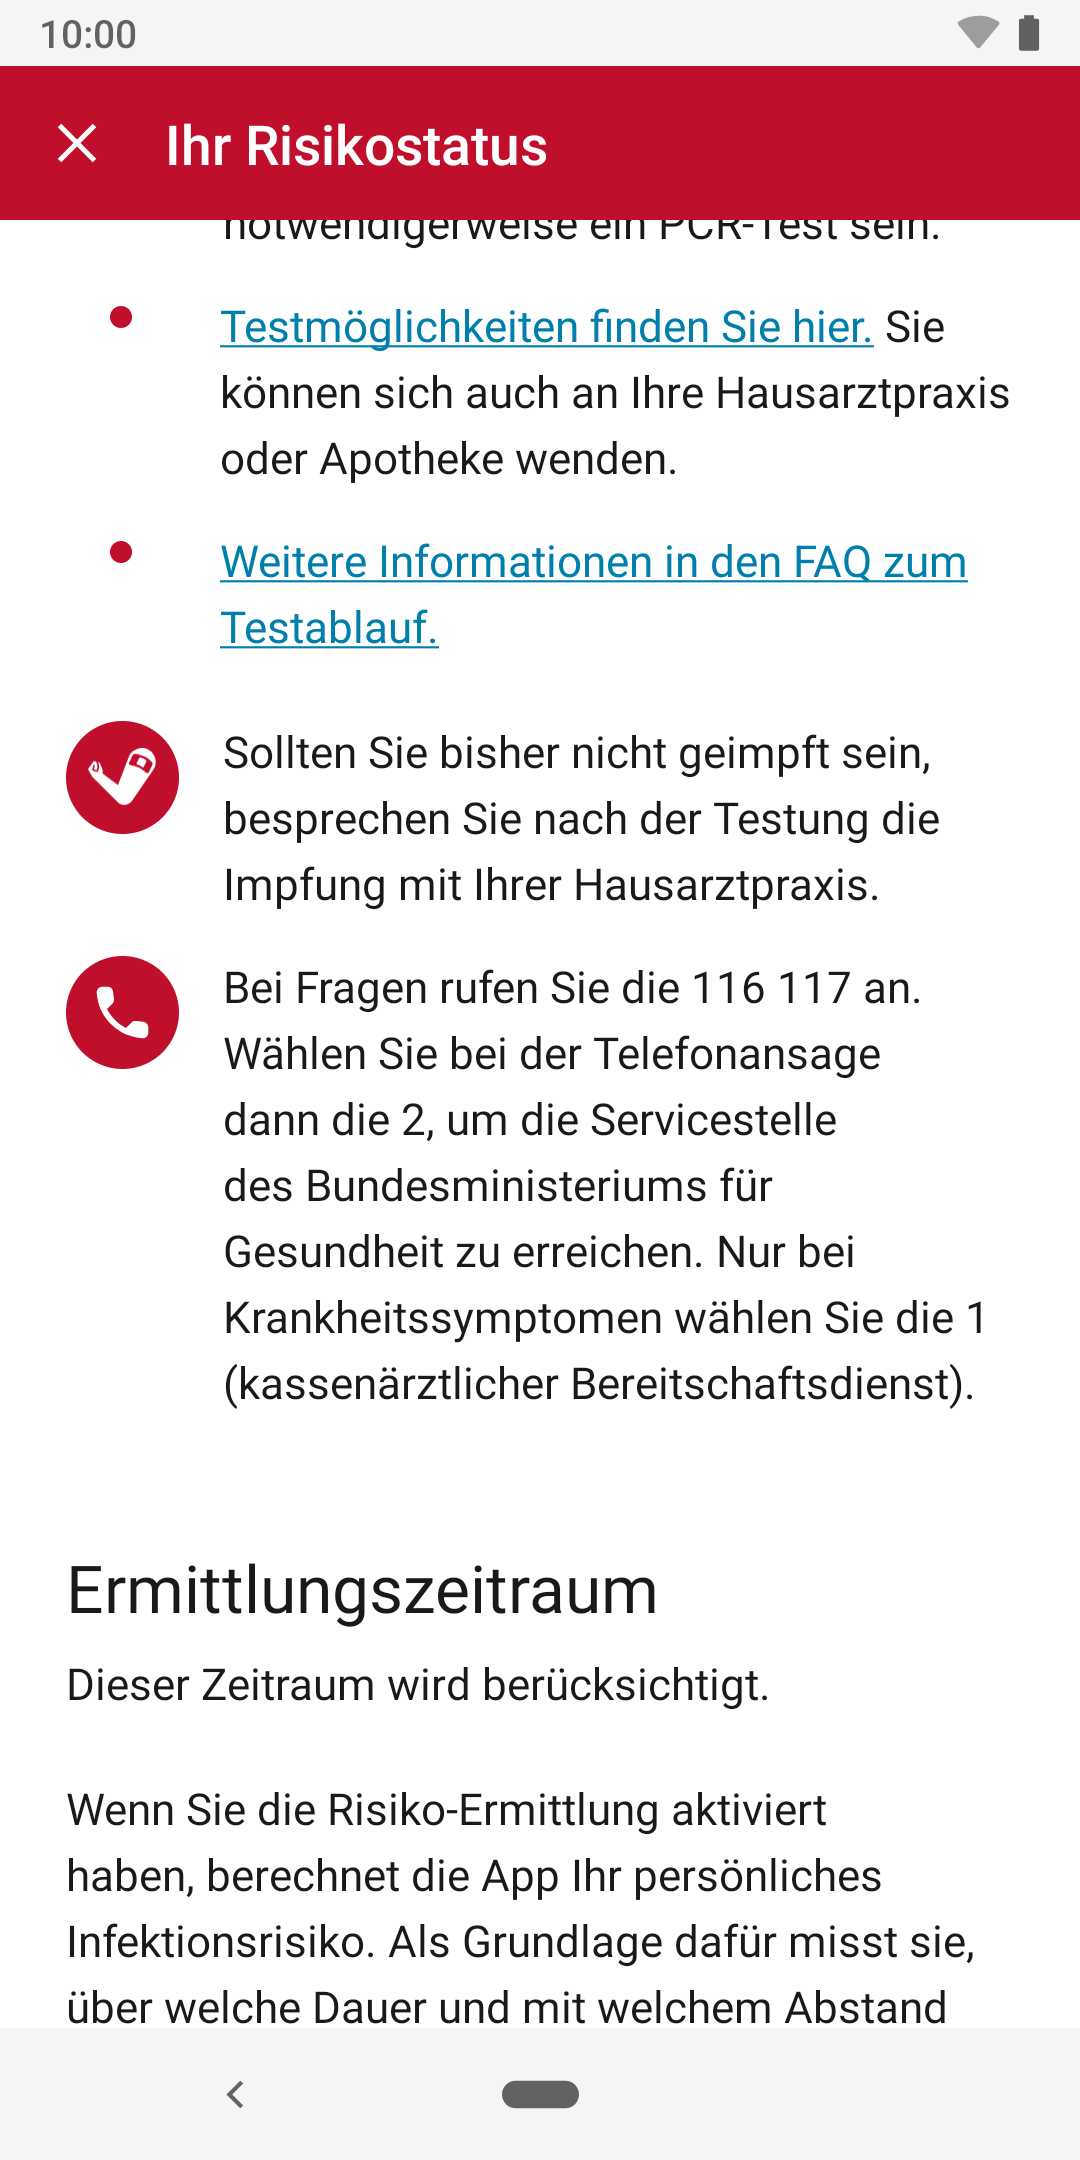 10:00
Ihr Risikostatus
notwendigerweise ein PCR-Test sein.
Testmöglichkeiten finden Sie hier. Sie
können sich auch an Ihre Hausarztpraxis
oder Apotheke wenden.
Weitere Informationen in den FAQ zum
Testablauf.
Sollten Sie bisher nicht geimpft sein,
besprechen Sie nach der Testung die
Impfung mit Ihrer Hausarztpraxis.
Bei Fragen rufen Sie die 116 117 an.
Wählen Sie bei der Telefonansage
dann die 2, um die Servicestelle
des Bundesministeriums für
Gesundheit zu erreichen. Nur bei
Krankheitssymptomen wählen Sie die 1
(kassenärztlicher Bereitschaftsdienst).
Ermittlungszeitraum
Dieser Zeitraum wird berücksichtigt.
Wenn Sie die Risiko-Ermittlung aktiviert
haben, berechnet die App Ihr persönliches
Infektionsrisiko. Als Grundlage dafür misst sie,
über welche Dauer und mit welchem Abstand